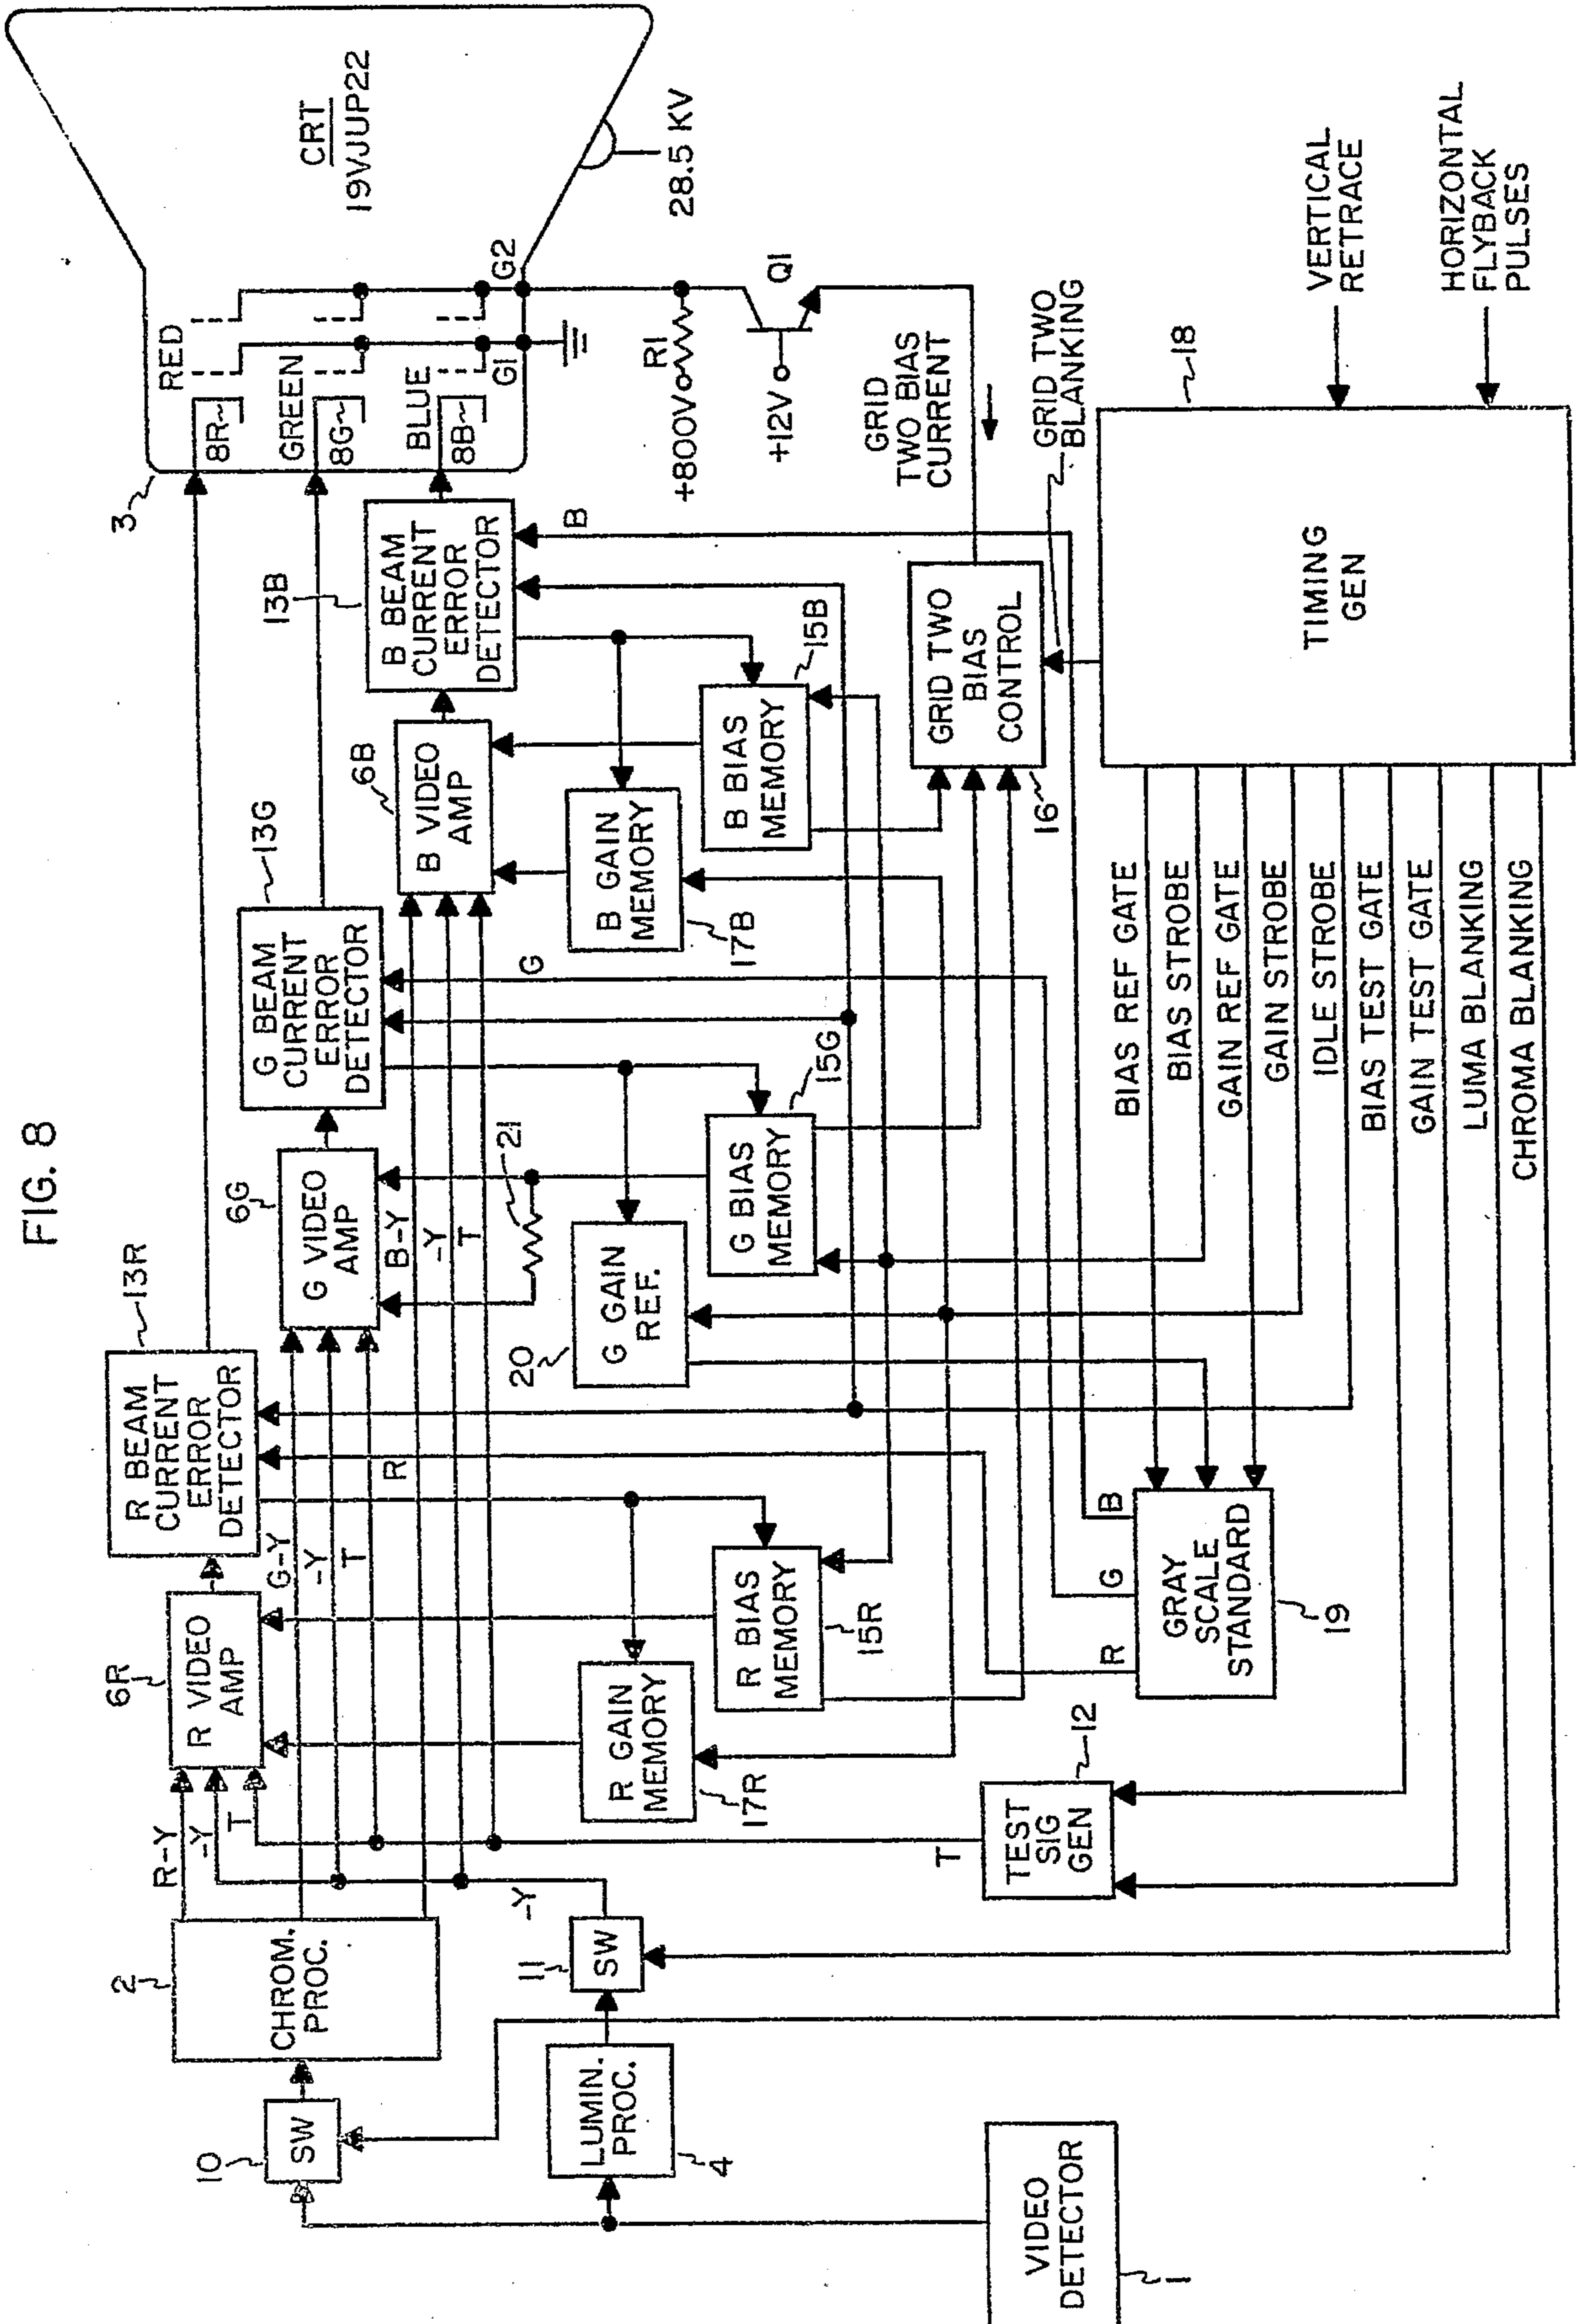 FIG. 8
CRT
19VJUP22
28.5 KV
3
RED
GREEN
BLUE
8R
8G
8B
G1
G2
+800V
R1
+12V
Q1
GRID
TWO BIAS
CURRENT
GRID TWO
BLANKING
VERTICAL
RETRACE
HORIZONTAL
FLYBACK
PULSES
18
TIMING
GEN
GRID TWO
BIAS
CONTROL
16
13B
B BEAM
CURRENT
ERROR
DETECTOR
B
6B
B VIDEO
AMP
B GAIN
MEMORY
17B
B BIAS
MEMORY
15B
13G
G BEAM
CURRENT
ERROR
DETECTOR
G
6G
G VIDEO
AMP
B-Y
-Y
T
21
G GAIN
REF.
20
G BIAS
MEMORY
15G
13R
R BEAM
CURRENT
ERROR
DETECTOR
R
6R
R VIDEO
AMP
G-Y
-Y
T
R GAIN
MEMORY
17R
R BIAS
MEMORY
15R
BIAS REF GATE
BIAS STROBE
GAIN REF GATE
GAIN STROBE
IDLE STROBE
BIAS TEST GATE
GAIN TEST GATE
LUMA BLANKING
CHROMA BLANKING
R
G
B
GRAY
SCALE
STANDARD
19
TEST
SIG
GEN
12
T
R-Y
-Y
T
2
CHROM.
PROC.
-Y
11
SW
10
SW
LUMIN.
PROC.
4
VIDEO
DETECTOR
1